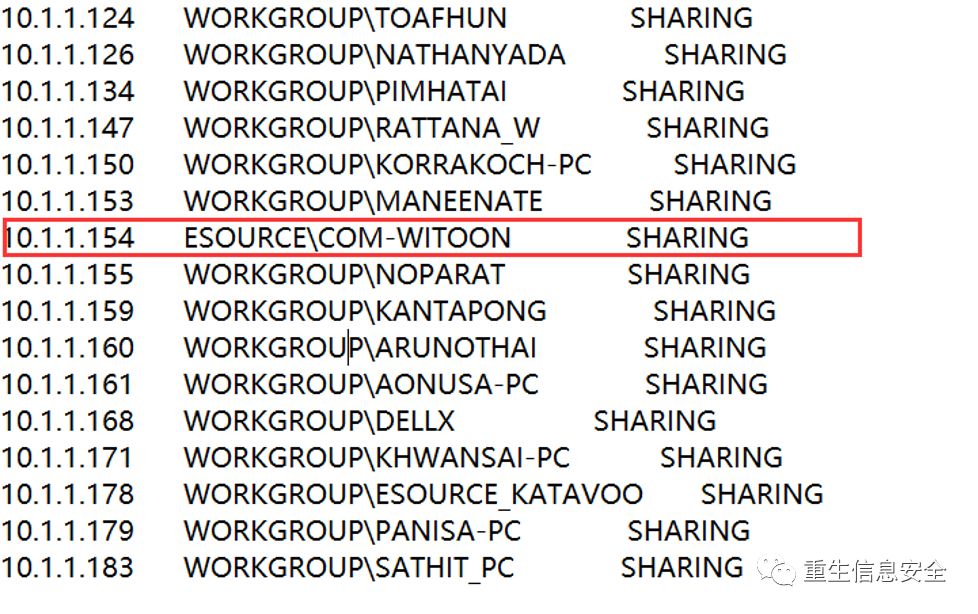 10.1.1.124 WORKGROUP\TOAFHUN SHARING
10.1.1.126 WORKGROUP\NATHANYADA SHARING
10.1.1.134 WORKGROUP\PIMHATAI SHARING
10.1.1.147 WORKGROUP\RATTANA_W SHARING
10.1.1.150 WORKGROUP\KORRAKOCH-PC SHARING
10.1.1.153 WORKGROUP\MANEENATE SHARING
10.1.1.154 ESOURCE\COM-WITOON SHARING
10.1.1.155 WORKGROUP\NOPARAT SHARING
10.1.1.159 WORKGROUP\KANTAPONG SHARING
10.1.1.160 WORKGROUP\ARUNOTHAI SHARING
10.1.1.161 WORKGROUP\AONUSA-PC SHARING
10.1.1.168 WORKGROUP\DELLX SHARING
10.1.1.171 WORKGROUP\KHWANSAI-PC SHARING
10.1.1.178 WORKGROUP\ESOURCE_KATAVOO SHARING
10.1.1.179 WORKGROUP\PANISA-PC SHARING
10.1.1.183 WORKGROUP\SATHIT_PC SHARING
重生信息安全